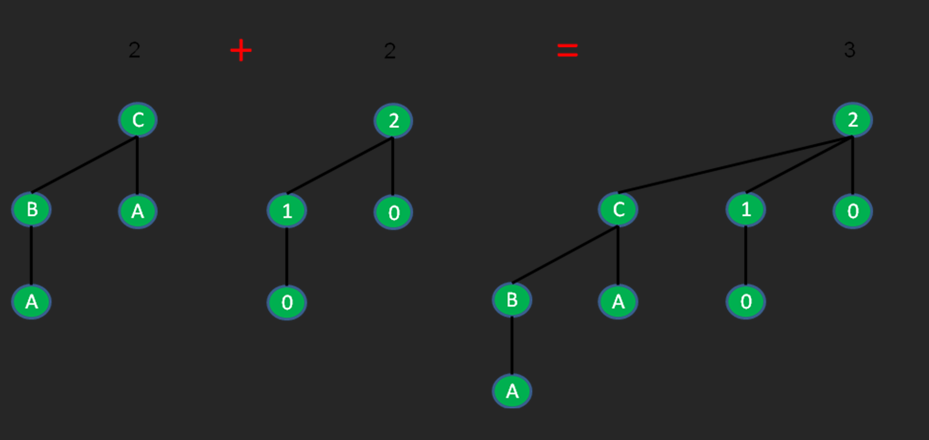 2 + 2 = 3
C 2 2
B A 1 0 C 1 0
A 0 B A 0
A